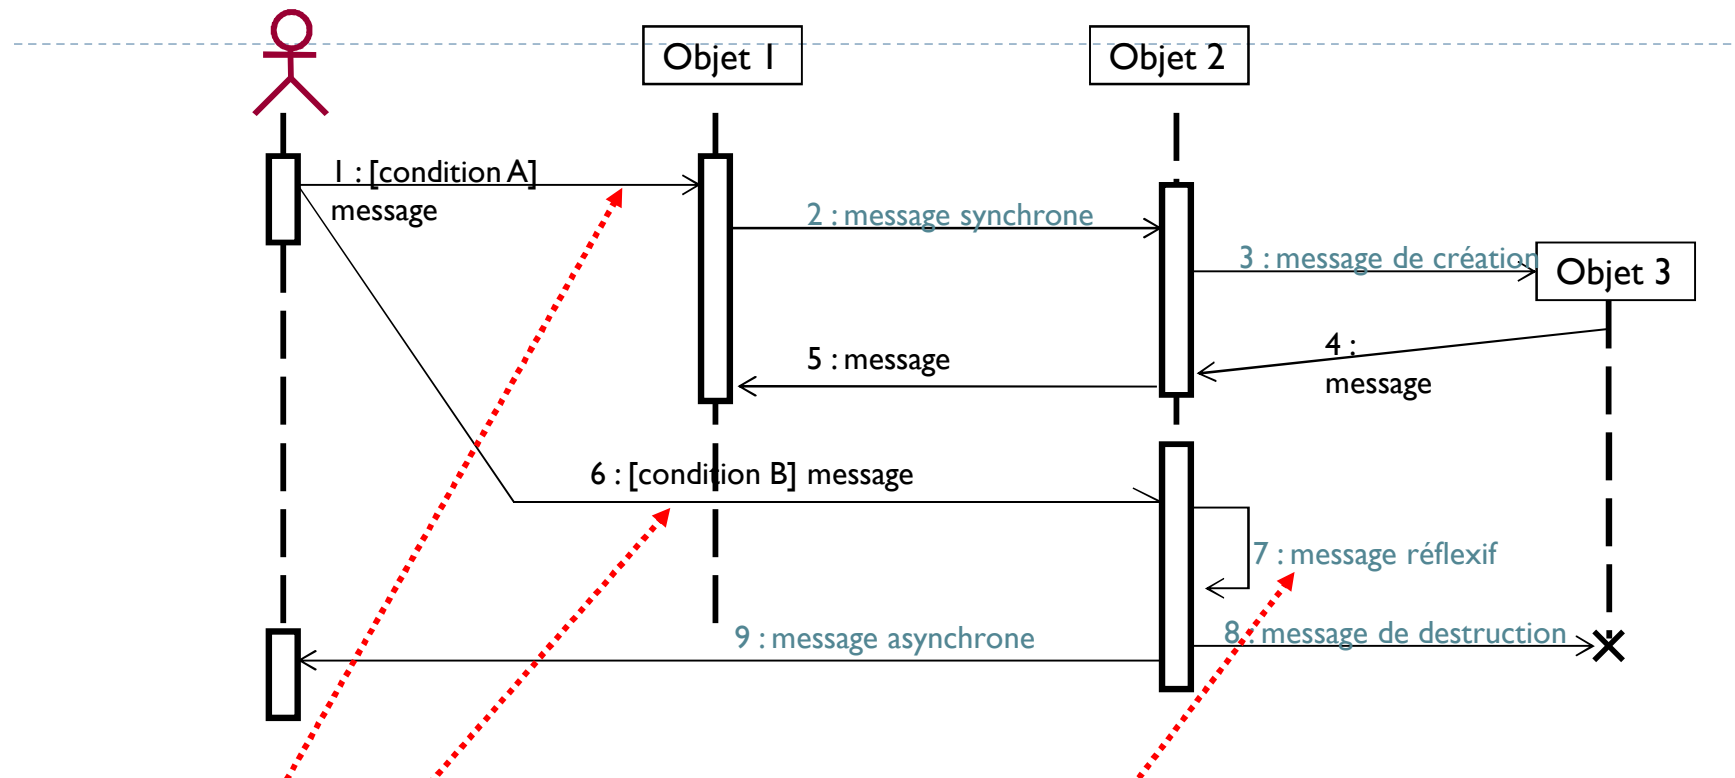 Objet 1
Objet 2
1 : [condition A]
message
2 : message synchrone
3 : message de création
Objet 3
4 :
message
5 : message
6 : [condition B] message
7 : message réflexif
8 : message de destruction
9 : message asynchrone